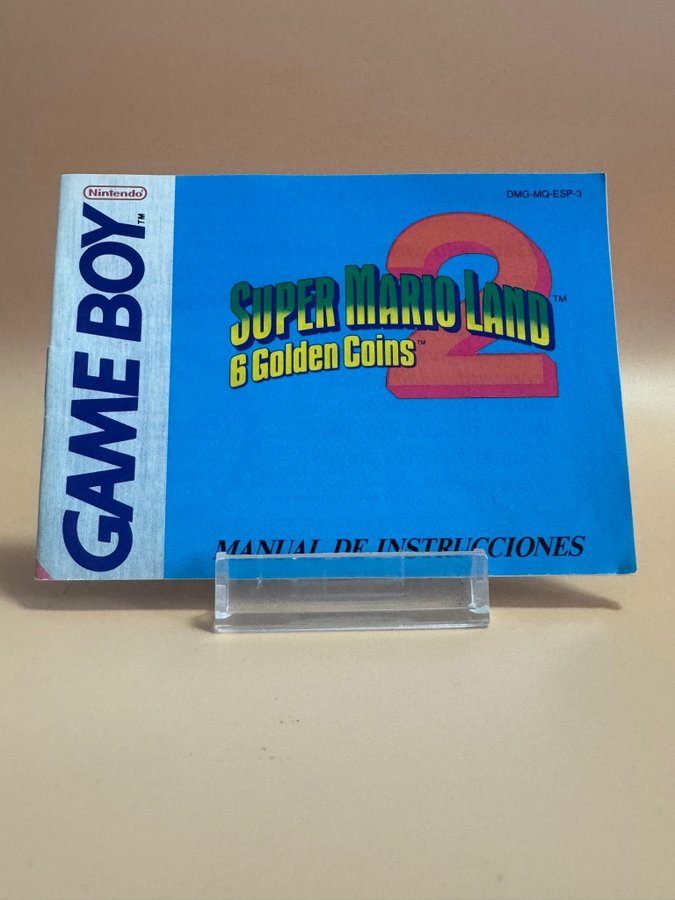 Nintendo
GAME BOY™
DMG-MQ-ESP-3
SUPER MARIO LAND 2™
6 Golden Coins™
MANUAL DE INSTRUCCIONES